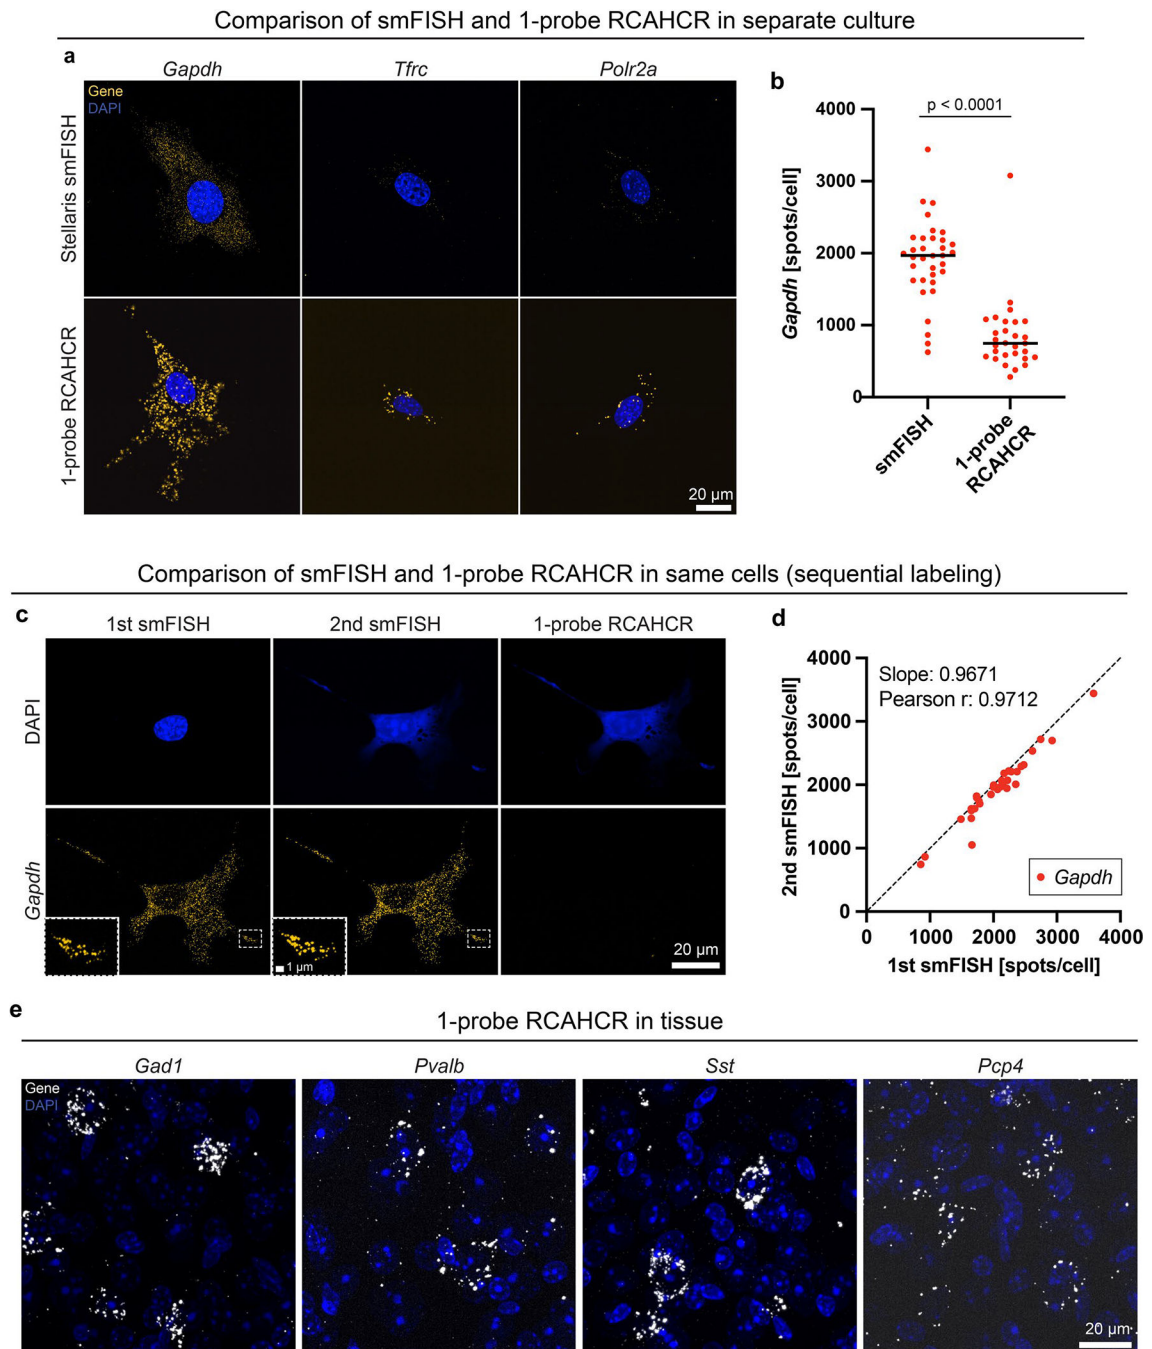 Comparison of smFISH and 1-probe RCAHCR in separate culture
a
Gapdh
Tfrc
Polr2a
Gene
DAPI
Stellaris smFISH
1-probe RCAHCR
20 µm
b
p < 0.0001
4000
3000
2000
1000
0
Gapdh [spots/cell]
smFISH
1-probe
RCAHCR
Comparison of smFISH and 1-probe RCAHCR in same cells (sequential labeling)
c
1st smFISH
2nd smFISH
1-probe RCAHCR
DAPI
Gapdh
1 µm
20 µm
d
Slope: 0.9671
Pearson r: 0.9712
4000
3000
2000
1000
0
2nd smFISH [spots/cell]
Gapdh
0 1000 2000 3000 4000
1st smFISH [spots/cell]
e
1-probe RCAHCR in tissue
Gad1
Pvalb
Sst
Pcp4
Gene
DAPI
20 µm